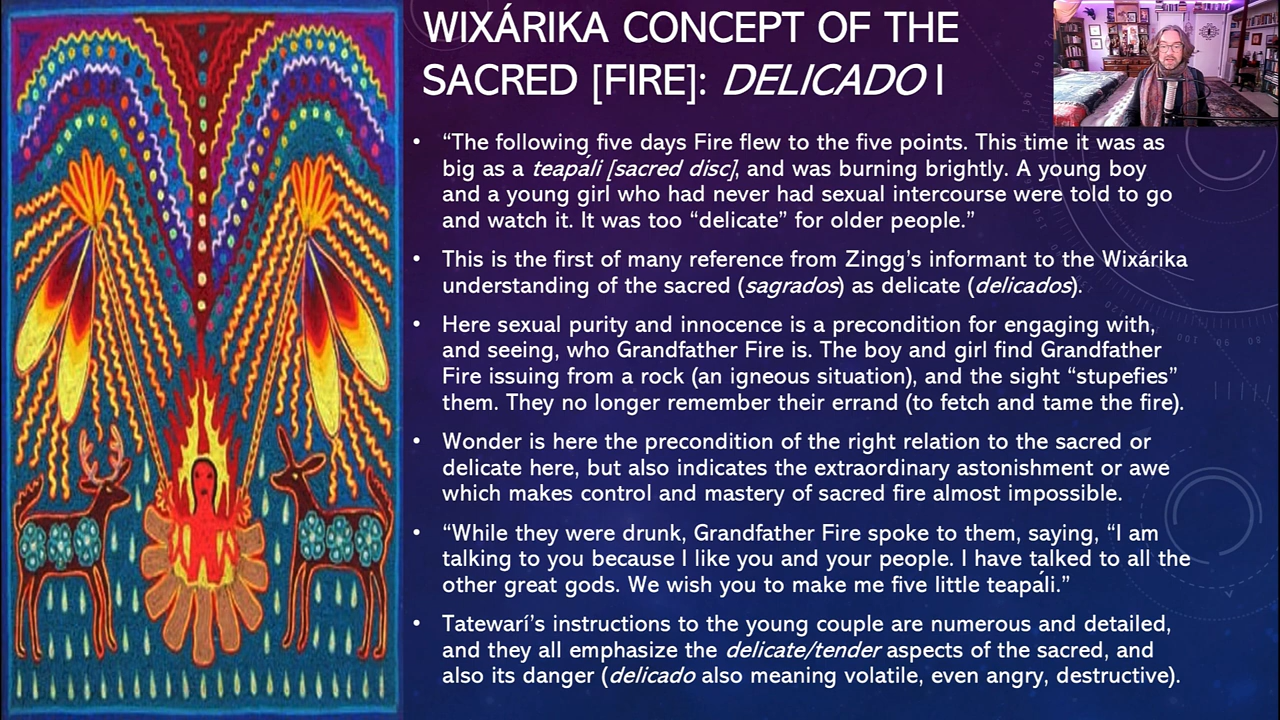 WIXÁRIKA CONCEPT OF THE
SACRED [FIRE]: DELICADO I
• “The following five days Fire flew to the five points. This time it was as
big as a teapáli [sacred disc], and was burning brightly. A young boy
and a young girl who had never had sexual intercourse were told to go
and watch it. It was too “delicate” for older people.”
• This is the first of many reference from Zingg’s informant to the Wixárika
understanding of the sacred (sagrados) as delicate (delicados).
• Here sexual purity and innocence is a precondition for engaging with,
and seeing, who Grandfather Fire is. The boy and girl find Grandfather
Fire issuing from a rock (an igneous situation), and the sight “stupefies”
them. They no longer remember their errand (to fetch and tame the fire).
• Wonder is here the precondition of the right relation to the sacred or
delicate here, but also indicates the extraordinary astonishment or awe
which makes control and mastery of sacred fire almost impossible.
• “While they were drunk, Grandfather Fire spoke to them, saying, “I am
talking to you because I like you and your people. I have talked to all the
other great gods. We wish you to make me five little teapáli.”
• Tatewarí’s instructions to the young couple are numerous and detailed,
and they all emphasize the delicate/tender aspects of the sacred, and
also its danger (delicado also meaning volatile, even angry, destructive).